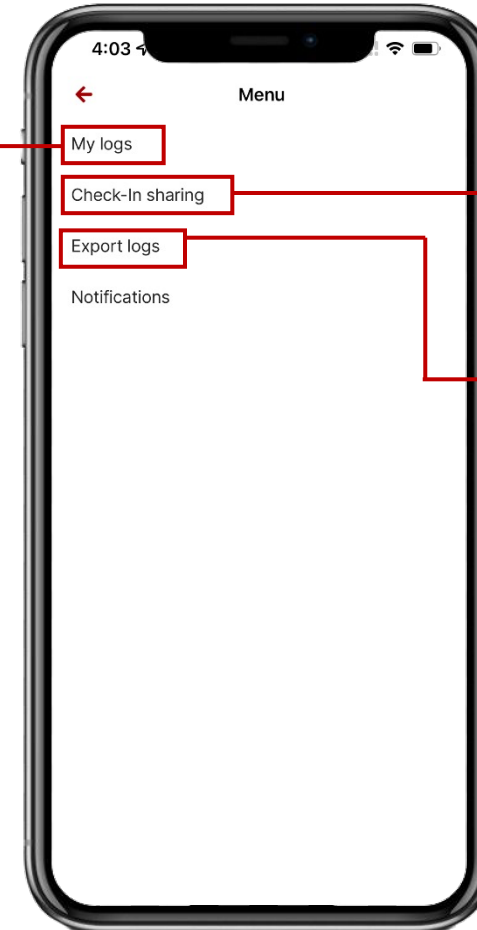 4:03
Menu
My logs
Check-In sharing
Export logs
Notifications